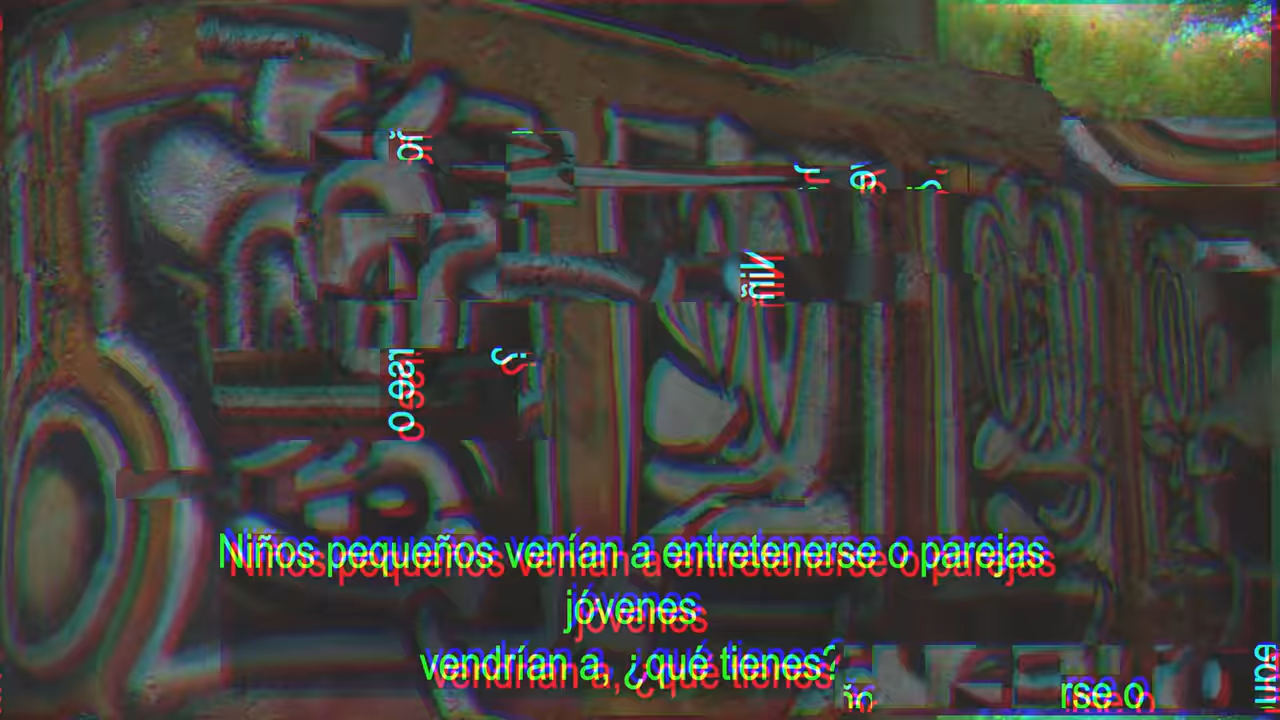 Niños pequeños venían a entretenerse o parejas
jóvenes
vendrían a, ¿qué tienes?